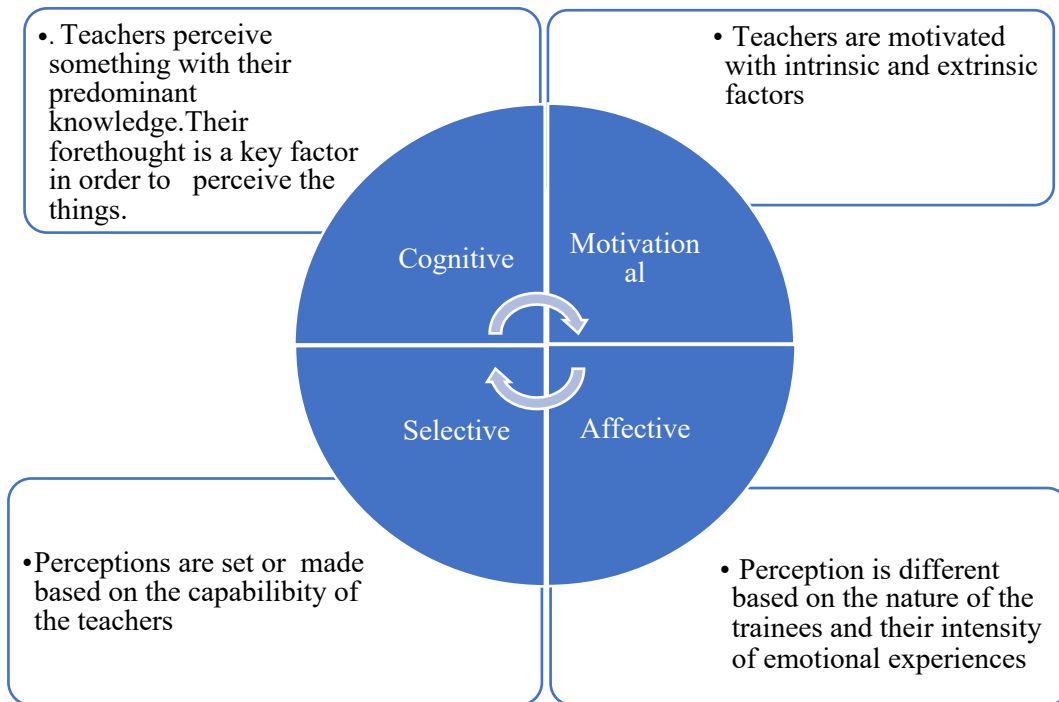 •. Teachers perceive
something with their
predominant
knowledge.Their
forethought is a key factor
in order to perceive the
things.
• Teachers are motivated
with intrinsic and extrinsic
factors
Cognitive
Motivation
al
Selective
Affective
•Perceptions are set or made
based on the capabilibity of
the teachers
• Perception is different
based on the nature of the
trainees and their intensity
of emotional experiences